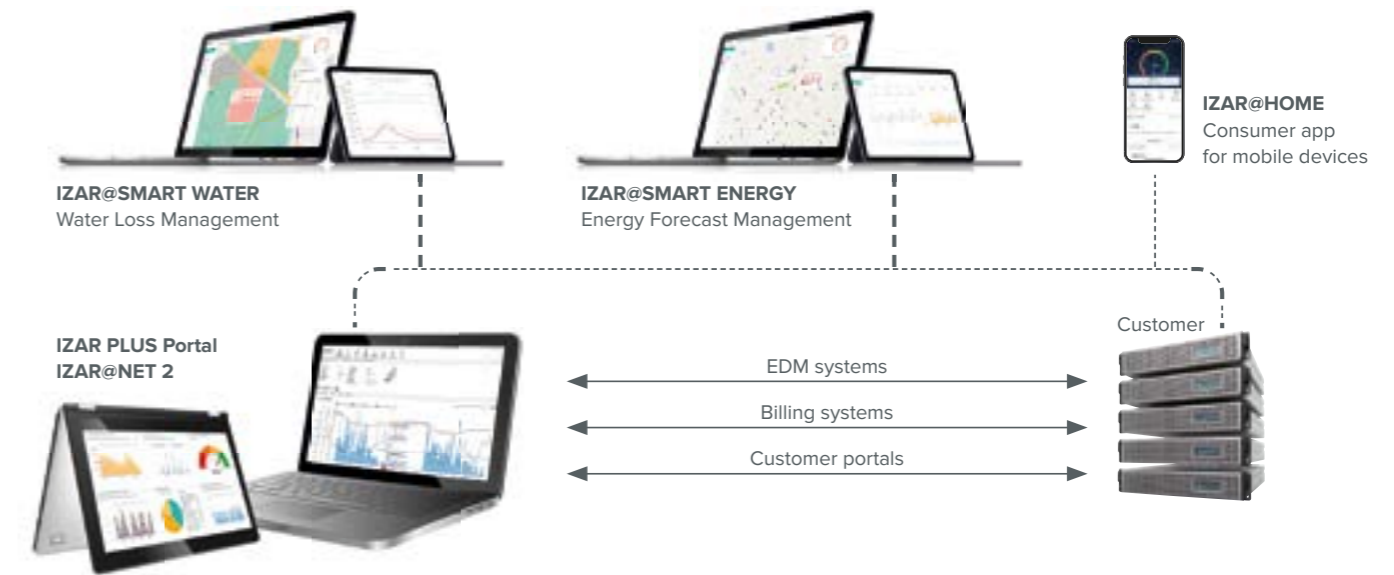 IZAR@HOME
Consumer app
for mobile devices
IZAR@SMART WATER
Water Loss Management
IZAR@SMART ENERGY
Energy Forecast Management
Customer
IZAR PLUS Portal
IZAR@NET 2
EDM systems
Billing systems
Customer portals